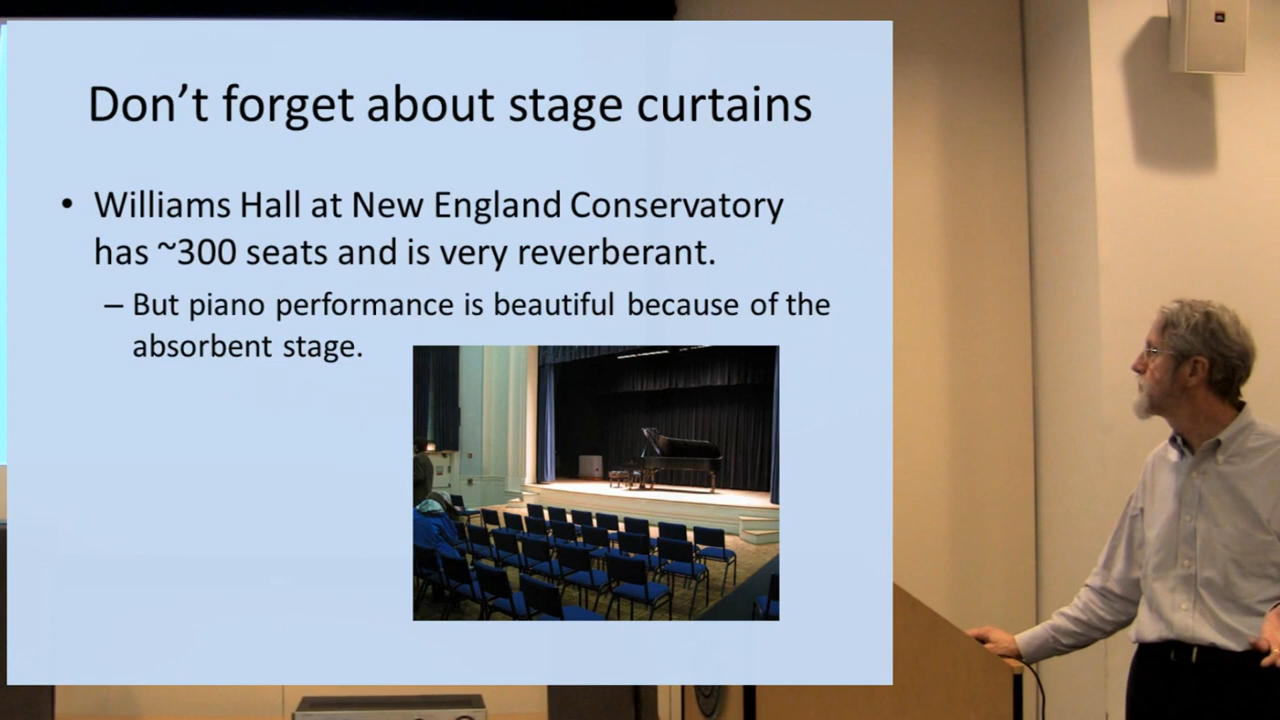 Don't forget about stage curtains
• Williams Hall at New England Conservatory
has ~300 seats and is very reverberant.
– But piano performance is beautiful because of the
absorbent stage.